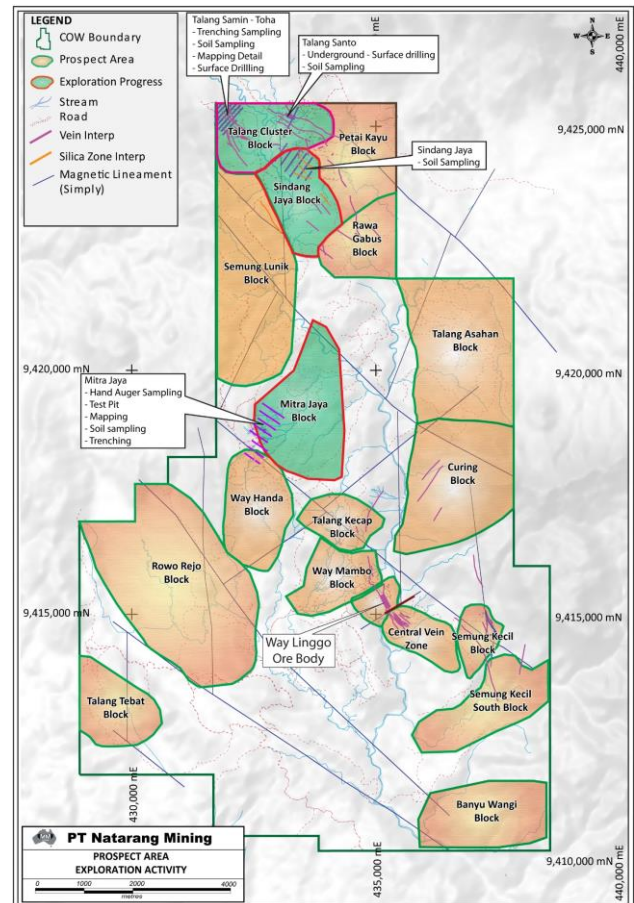 LEGEND
COW Boundary
Prospect Area
Exploration Progress
Stream
Road
Vein Interp
Silica Zone Interp
Magnetic Lineament
(Simply)
Talang Samin - Toha
- Trenching Sampling
- Soil Sampling
- Mapping Detail
- Surface Drillling
Talang Santo
- Underground - Surface drilling
- Soil Sampling
435,000 mE
N
W
E
S
440,000 mE
9,425,000 mN
Talang Cluster
Block
Petai Kayu
Block
Sindang Jaya
- Soil Sampling
Sindang
Jaya Block
Rawa
Gabus
Block
Semung Lunik
Block
Talang Asahan
Block
9,420,000 mN
9,420,000 mN
Mitra Jaya
- Hand Auger Sampling
- Test Pit
- Mapping
- Soil sampling
- Trenching
Mitra Jaya
Block
Curing
Block
Way Handa
Block
Talang Kecap
Block
Rowo Rejo
Block
Way Mambo
Block
9,415,000 mN
9,415,000 mN
Way Linggo
Ore Body
Central Vein
Zone
Semung Kecil
Block
Semung Kecil
South Block
Talang Tebat
Block
430,000 mE
435,000 mE
Banyu Wangi
Block
9,410,000 mN
PT Natarang Mining
PROSPECT AREA
EXPLORATION ACTIVITY
0 1000 2000 4000
metres